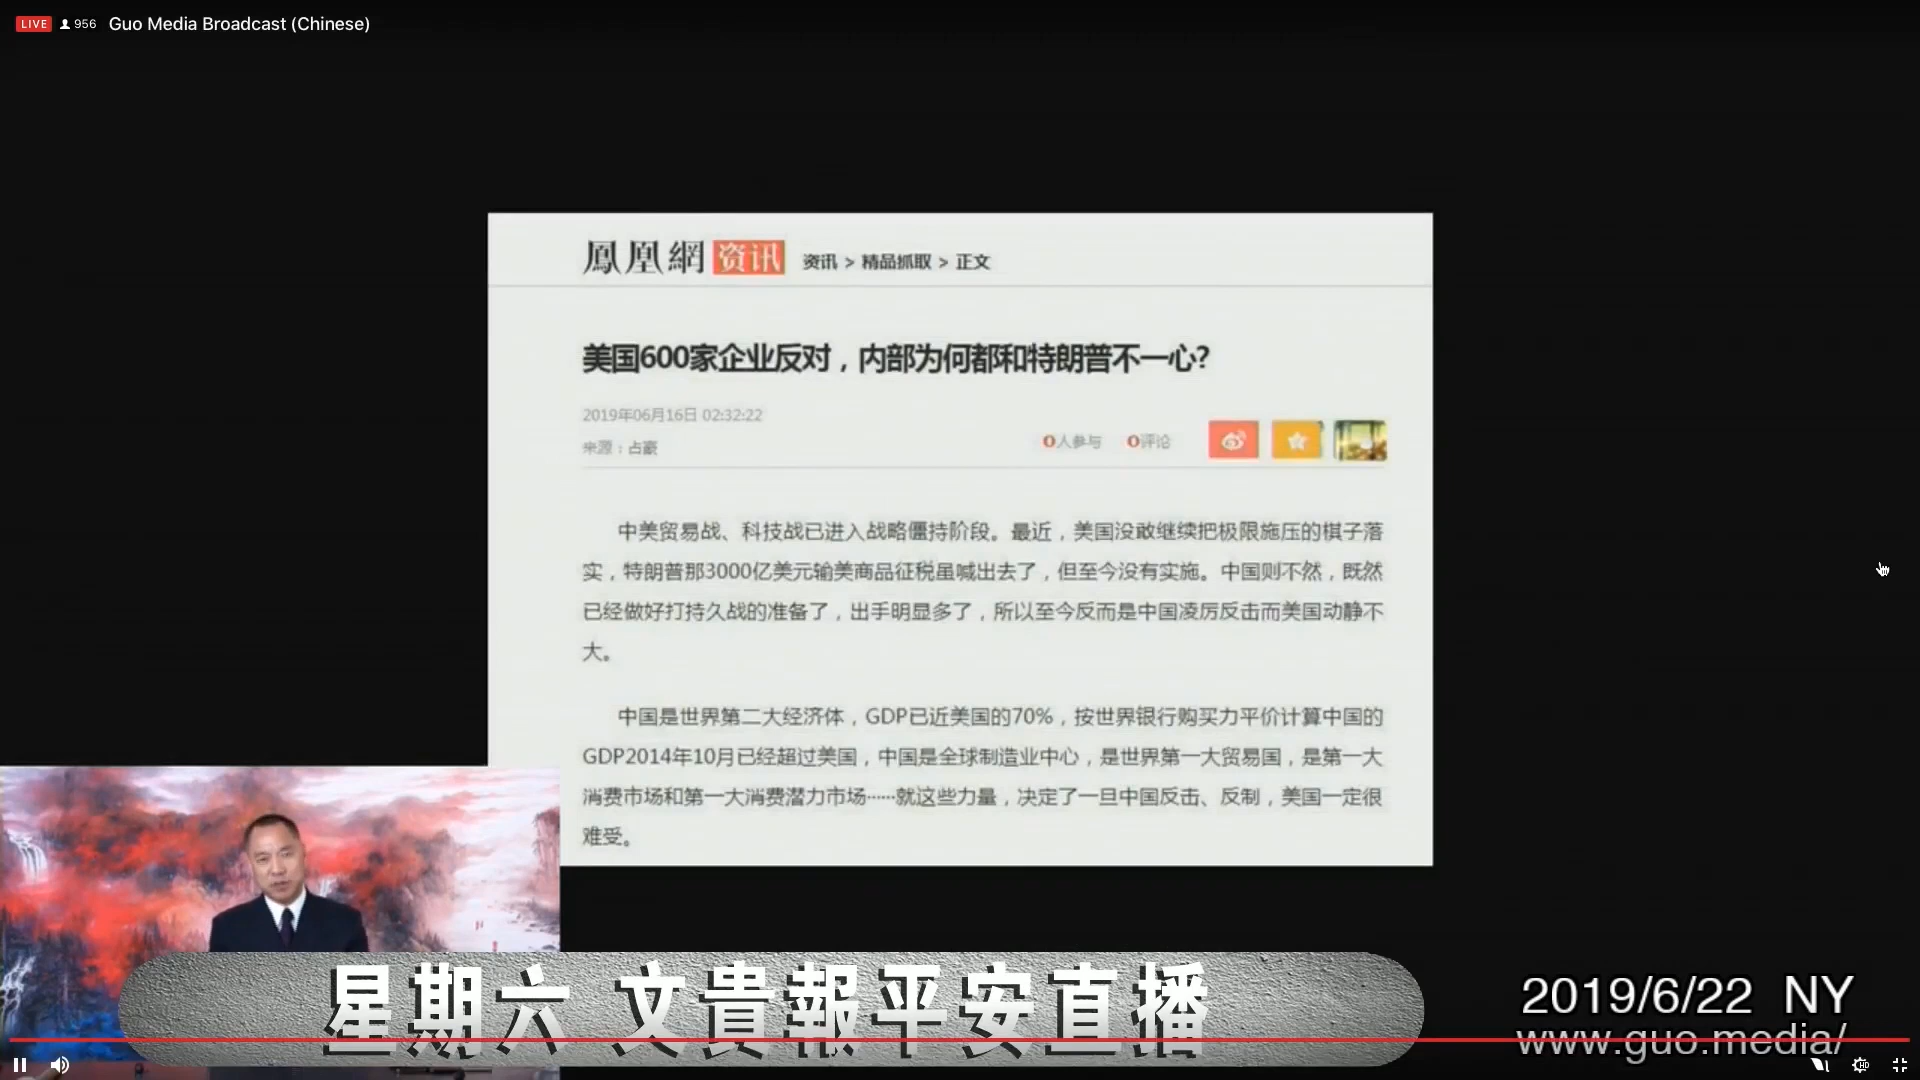 LIVE 956 Guo Media Broadcast (Chinese)
鳳凰網 资讯 资讯 > 精品抓取 > 正文
美国600家企业反对，内部为何都和特朗普不一心?
2019年06月16日 02:32:22
来源：占豪
0人参与 0评论
中美贸易战、科技战已进入战略僵持阶段。最近，美国没敢继续把极限施压的棋子落
实，特朗普那3000亿美元输美商品征税虽喊出去了，但至今没有实施。中国则不然，既然
已经做好打持久战的准备了，出手明显多了，所以至今反而是中国凌厉反击而美国动静不
大。
中国是世界第二大经济体，GDP已近美国的70%，按世界银行购买力平价计算中国的
GDP2014年10月已经超过美国，中国是全球制造业中心，是世界第一大贸易国，是第一大
消费市场和第一大消费潜力市场······就这些力量，决定了一旦中国反击、反制，美国一定很
难受。
星期六 文貴報平安直播
2019/6/22 NY
www.guo.media/
HD